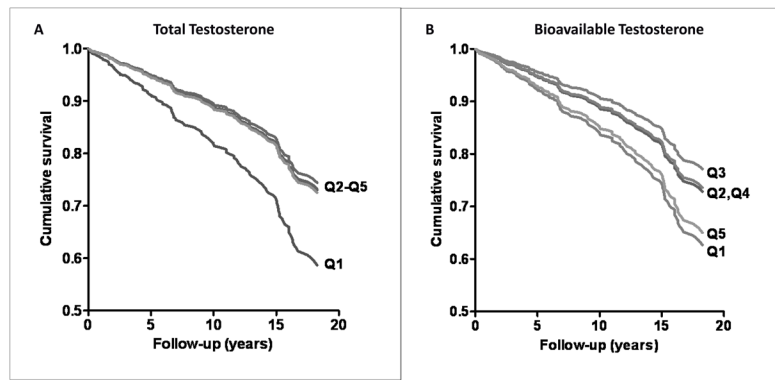 A Total Testosterone
Cumulative survival
1.0
0.9
0.8
0.7
0.6
0.5
Q2-Q5
Q1
0 5 10 15 20
Follow-up (years)
B Bioavailable Testosterone
Cumulative survival
1.0
0.9
0.8
0.7
0.6
0.5
Q3
Q2,Q4
Q5
Q1
0 5 10 15 20
Follow-up (years)